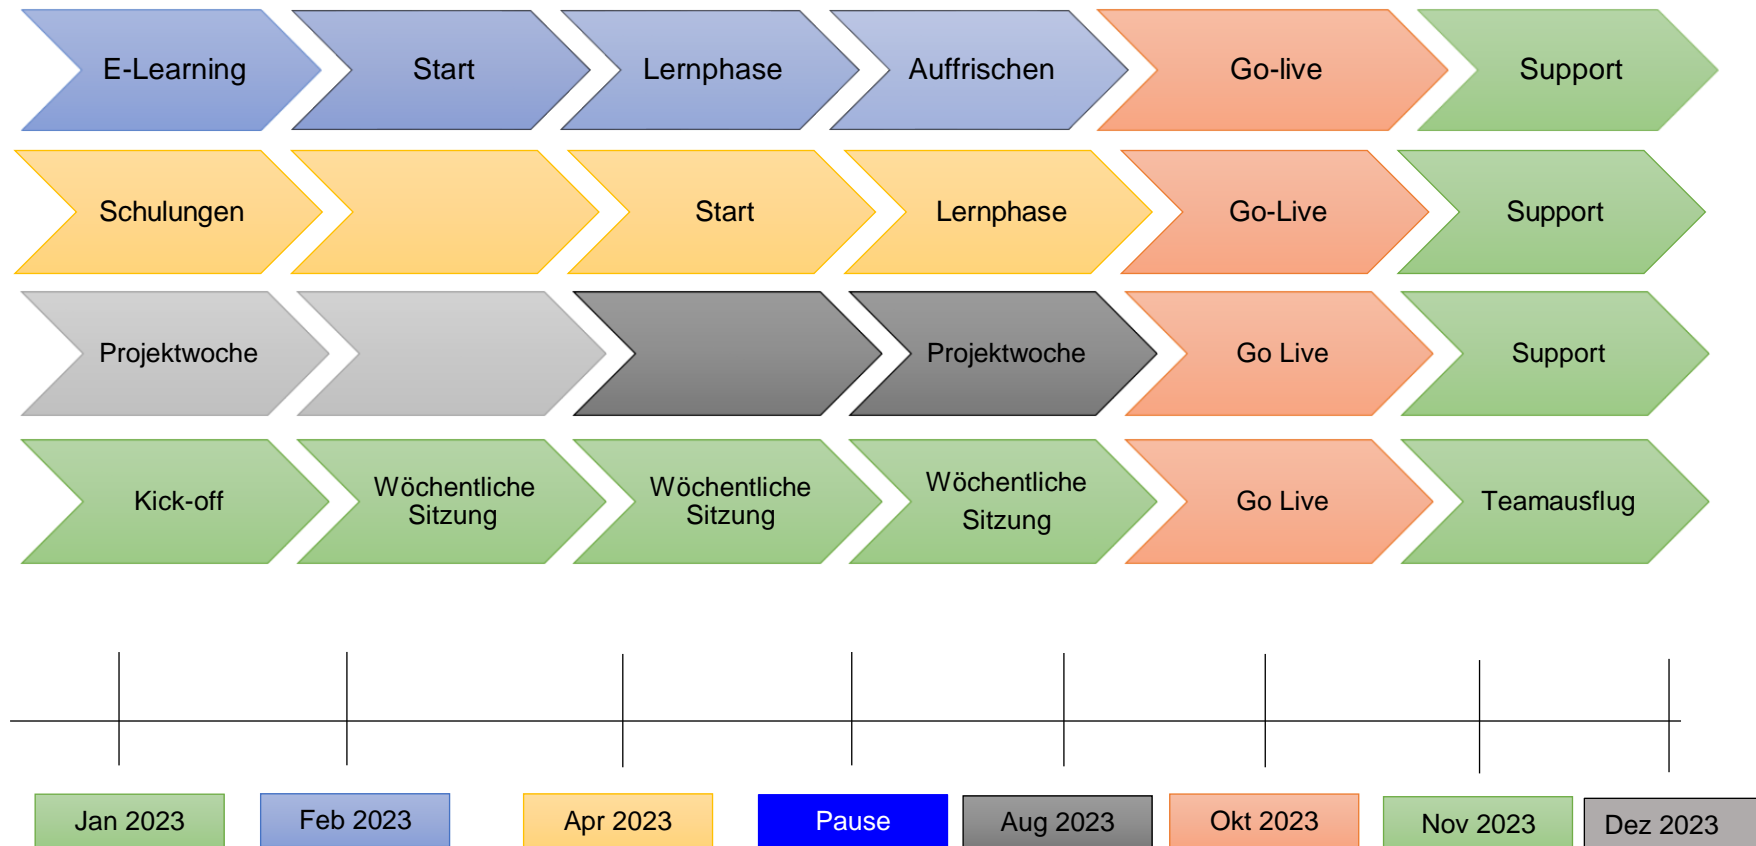 E-Learning
Start
Lernphase
Auffrischen
Go-live
Support
Schulungen
Start
Lernphase
Go-Live
Support
Projektwoche
Projektwoche
Go Live
Support
Kick-off
Wöchentliche
Sitzung
Wöchentliche
Sitzung
Wöchentliche
Sitzung
Go Live
Teamausflug
Jan 2023
Feb 2023
Apr 2023
Pause
Aug 2023
Okt 2023
Nov 2023
Dez 2023